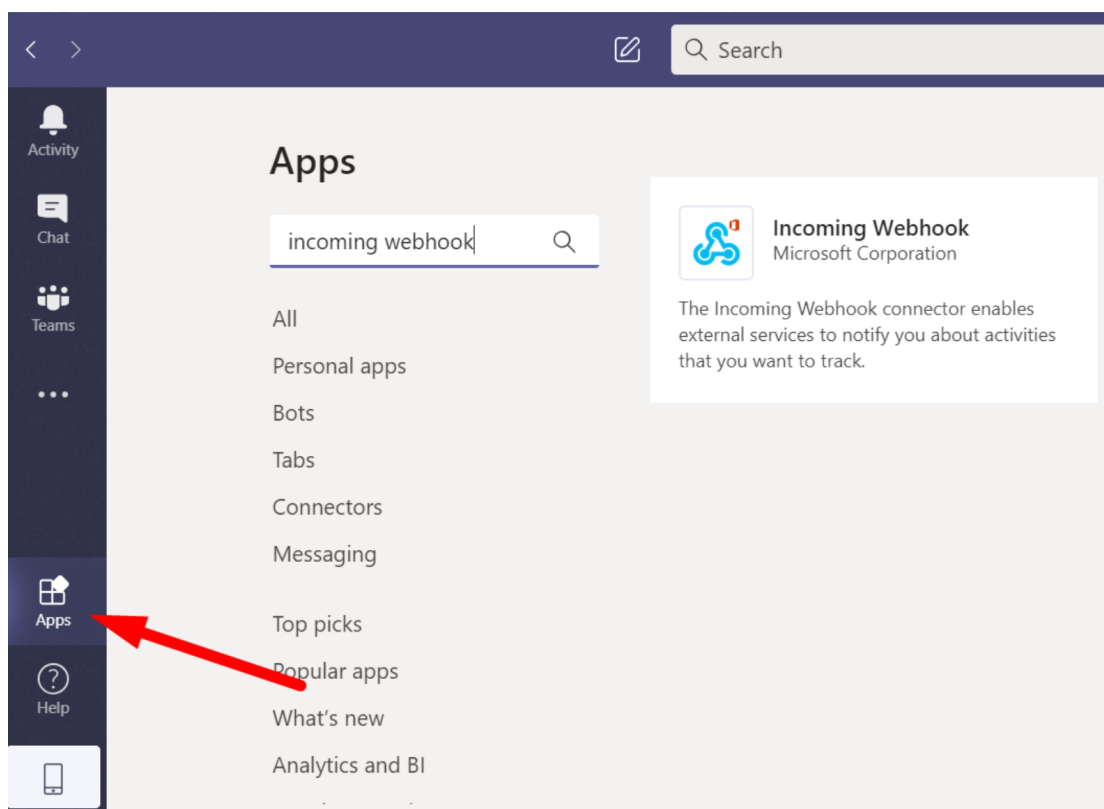 Search
Activity
Chat
Teams
Apps
Help
Apps
incoming webhook
All
Personal apps
Bots
Tabs
Connectors
Messaging
Top picks
Popular apps
What's new
Analytics and BI
Incoming Webhook
Microsoft Corporation
The Incoming Webhook connector enables
external services to notify you about activities
that you want to track.